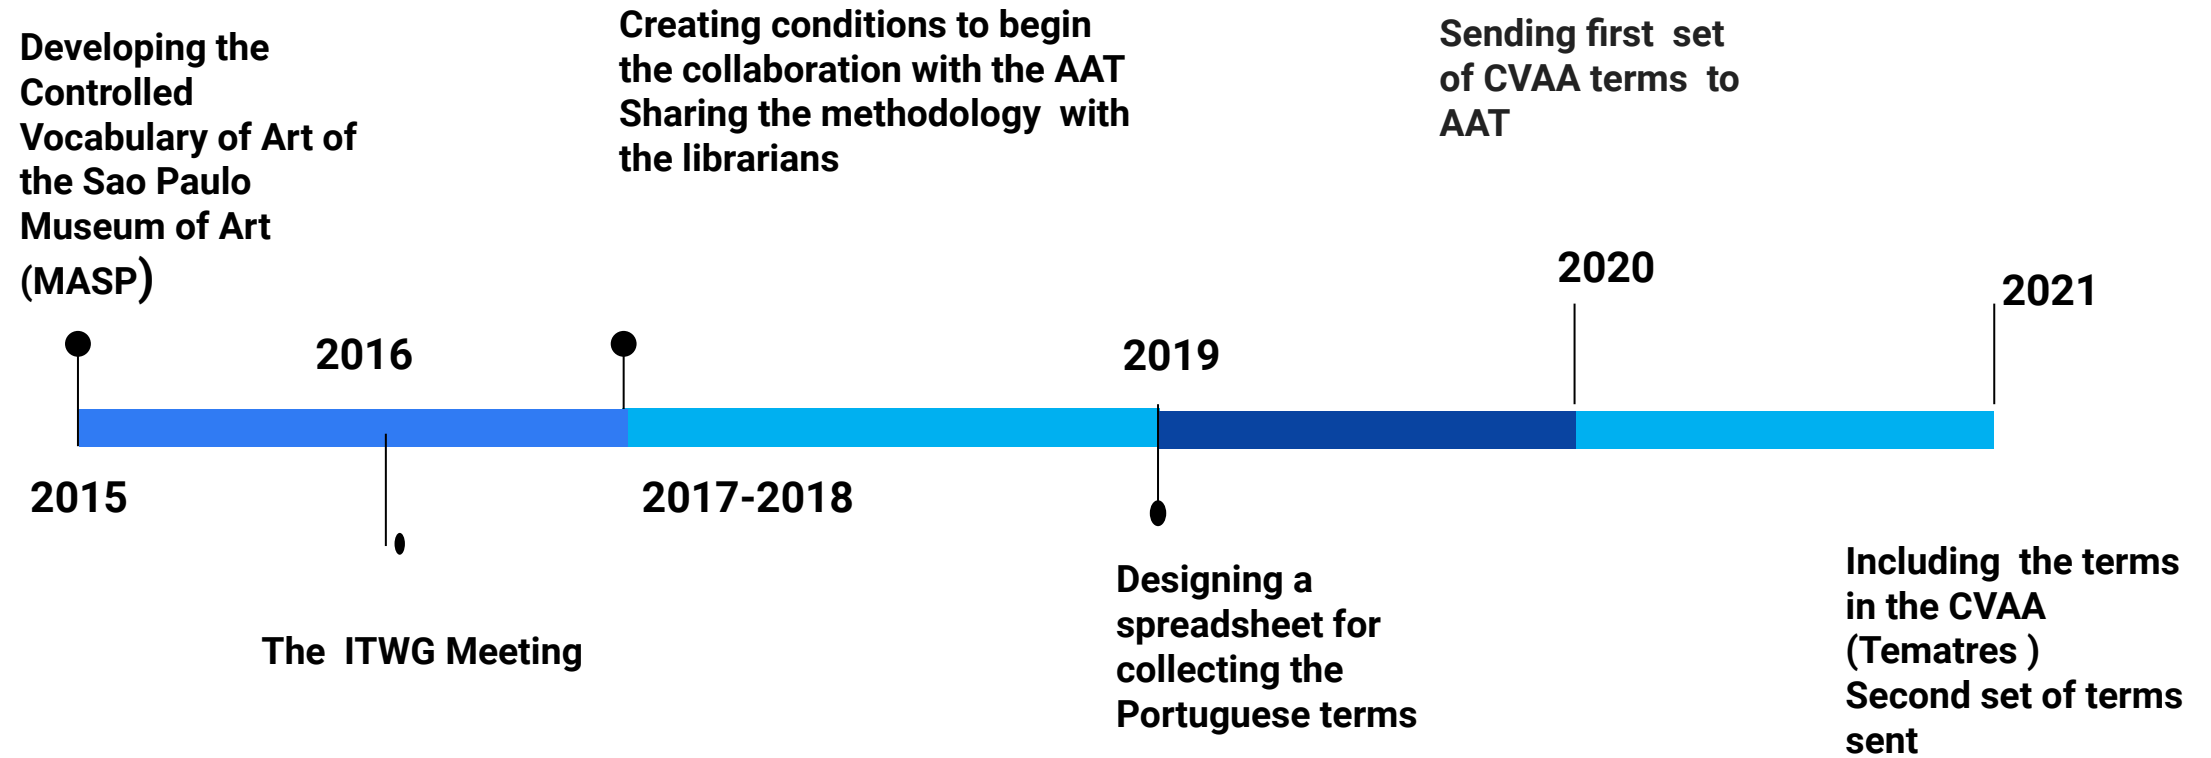 Developing the
Controlled
Vocabulary of Art of
the Sao Paulo
Museum of Art
(MASP)
2015
2016
The ITWG Meeting
Creating conditions to begin
the collaboration with the AAT
Sharing the methodology with
the librarians
2017-2018
2019
Designing a
spreadsheet for
collecting the
Portuguese terms
Sending first set
of CVAA terms to
AAT
2020
2021
Including the terms
in the CVAA
(Tematres )
Second set of terms
sent